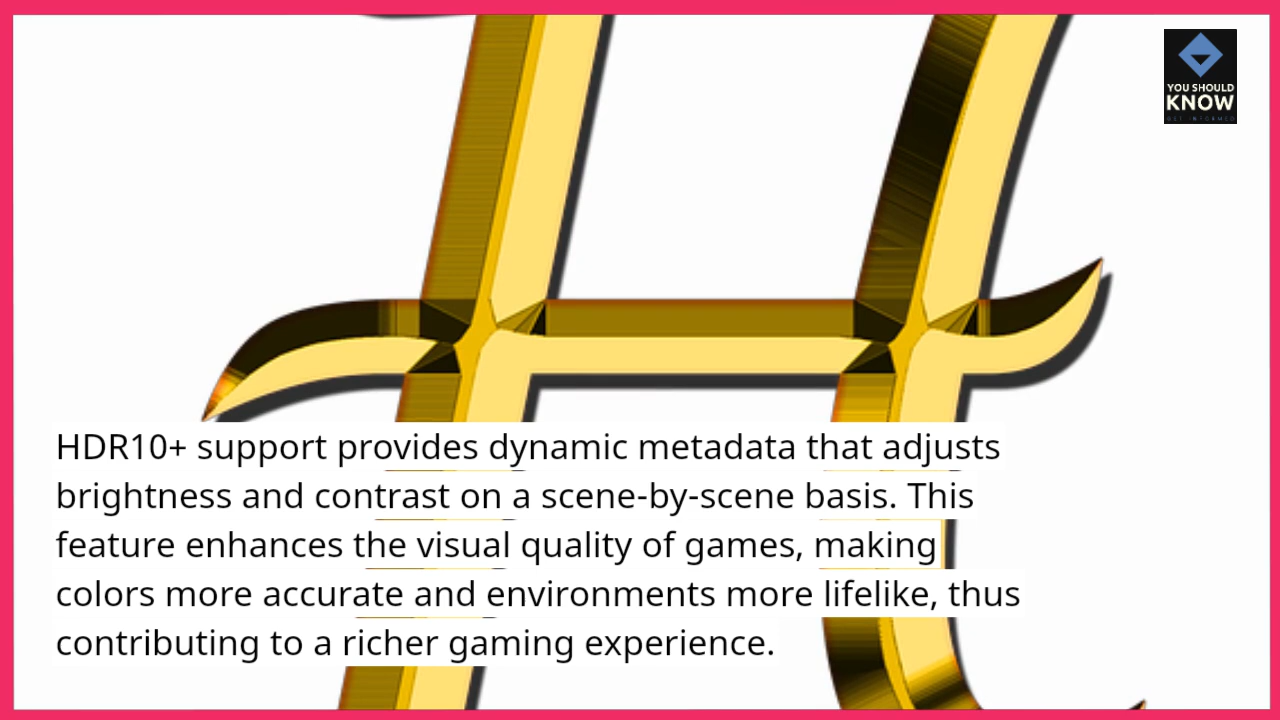 YOU SHOULD
KNOW
GET INFORMED
HDR10+ support provides dynamic metadata that adjusts
brightness and contrast on a scene-by-scene basis. This
feature enhances the visual quality of games, making
colors more accurate and environments more lifelike, thus
contributing to a richer gaming experience.